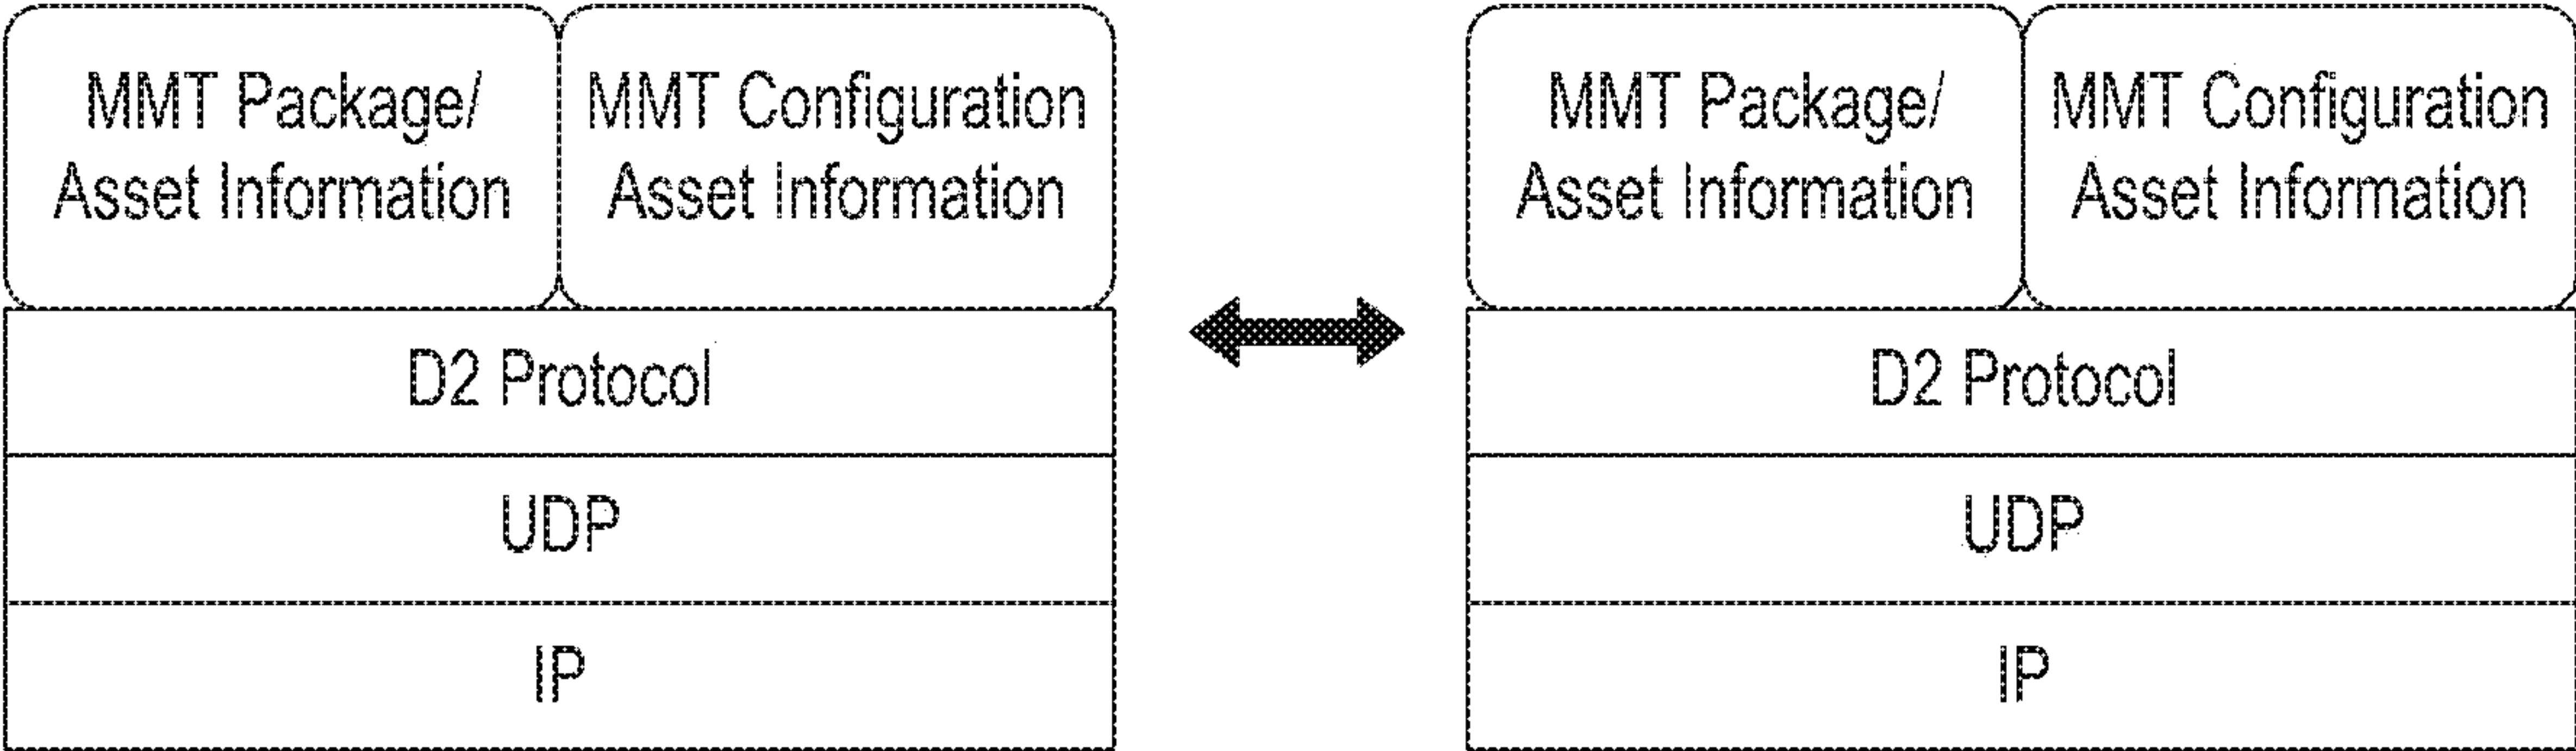 MMT Package/
Asset Information
MMT Configuration
Asset Information
D2 Protocol
UDP
IP
MMT Package/
Asset Information
MMT Configuration
Asset Information
D2 Protocol
UDP
IP